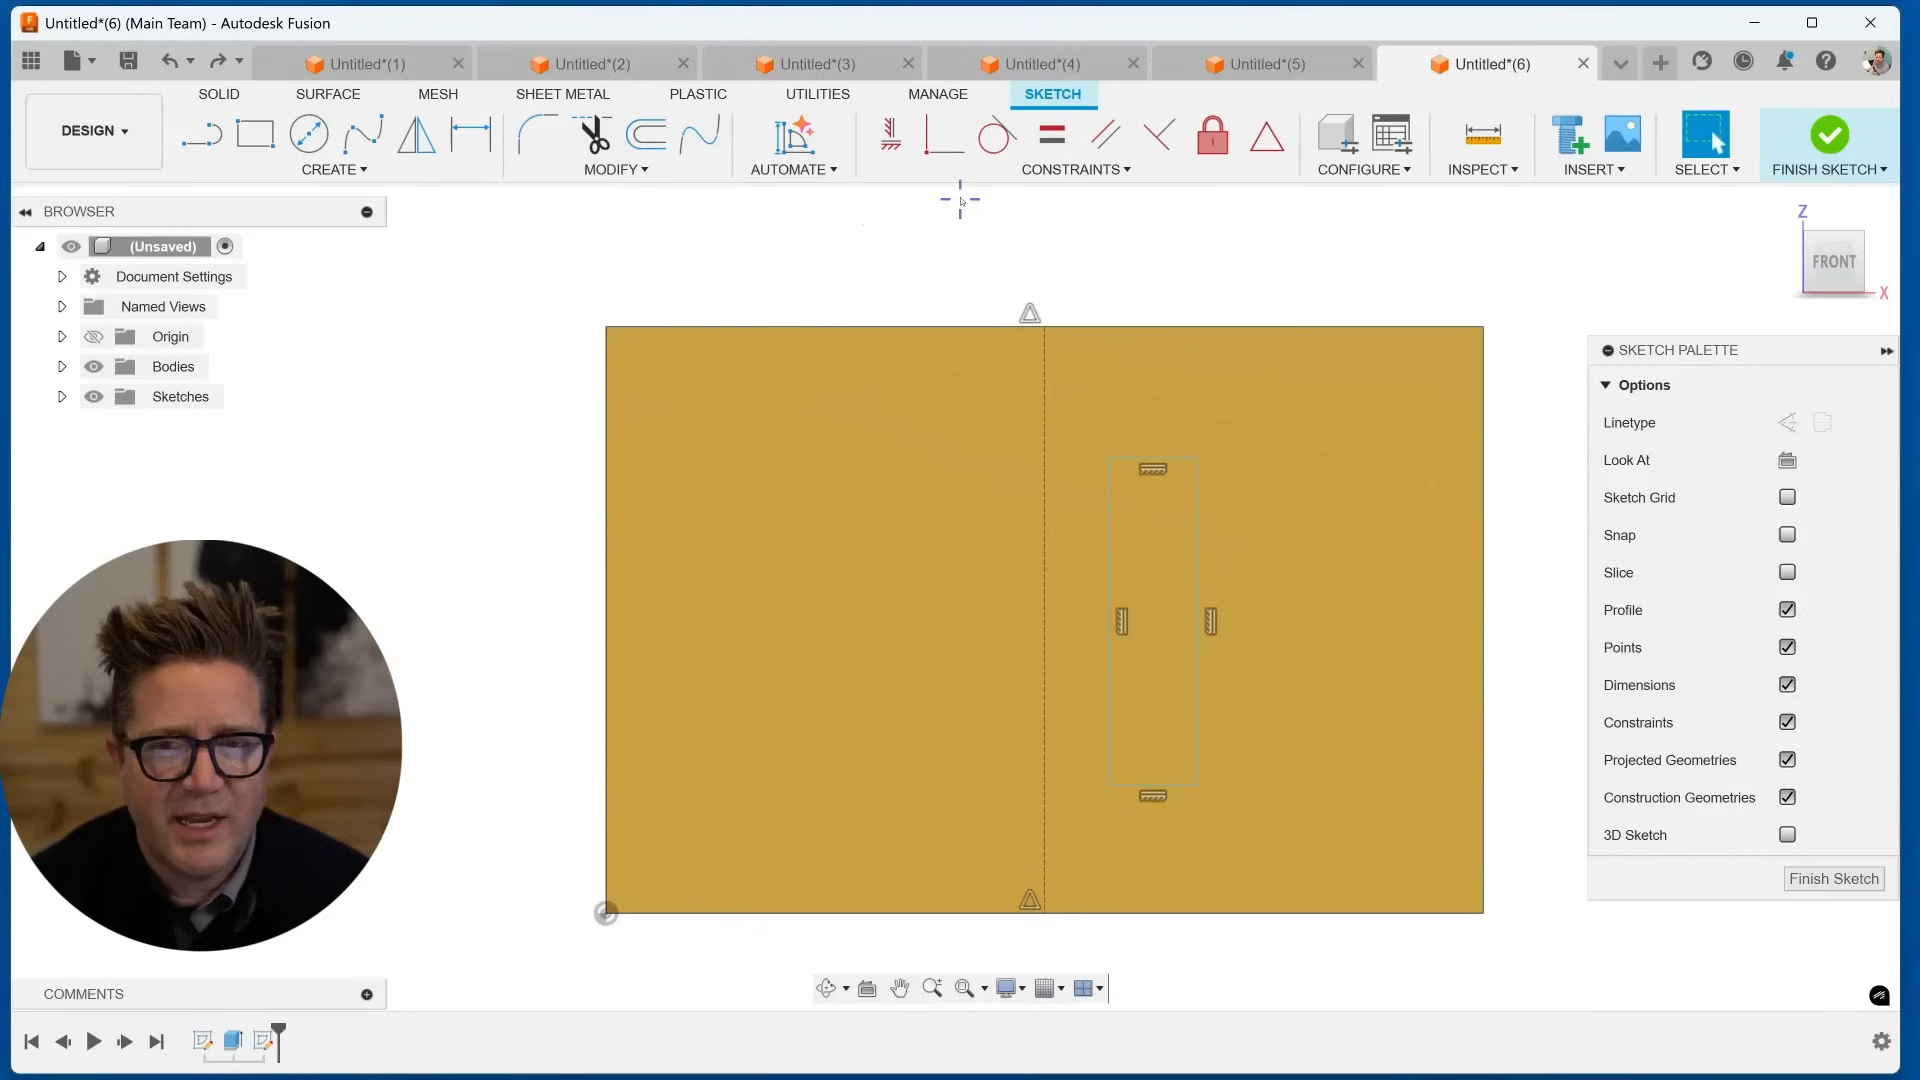 Untitled*(6) (Main Team) - Autodesk Fusion
Untitled*(1) Untitled*(2) Untitled*(3) Untitled*(4) Untitled*(5) Untitled*(6)
SOLID SURFACE MESH SHEET METAL PLASTIC UTILITIES MANAGE SKETCH
DESIGN
CREATE MODIFY AUTOMATE CONSTRAINTS CONFIGURE INSPECT INSERT SELECT FINISH SKETCH
BROWSER
(Unsaved)
Document Settings
Named Views
Origin
Bodies
Sketches
Z
FRONT
X
SKETCH PALETTE
Options
Linetype
Look At
Sketch Grid
Snap
Slice
Profile
Points
Dimensions
Constraints
Projected Geometries
Construction Geometries
3D Sketch
Finish Sketch
COMMENTS